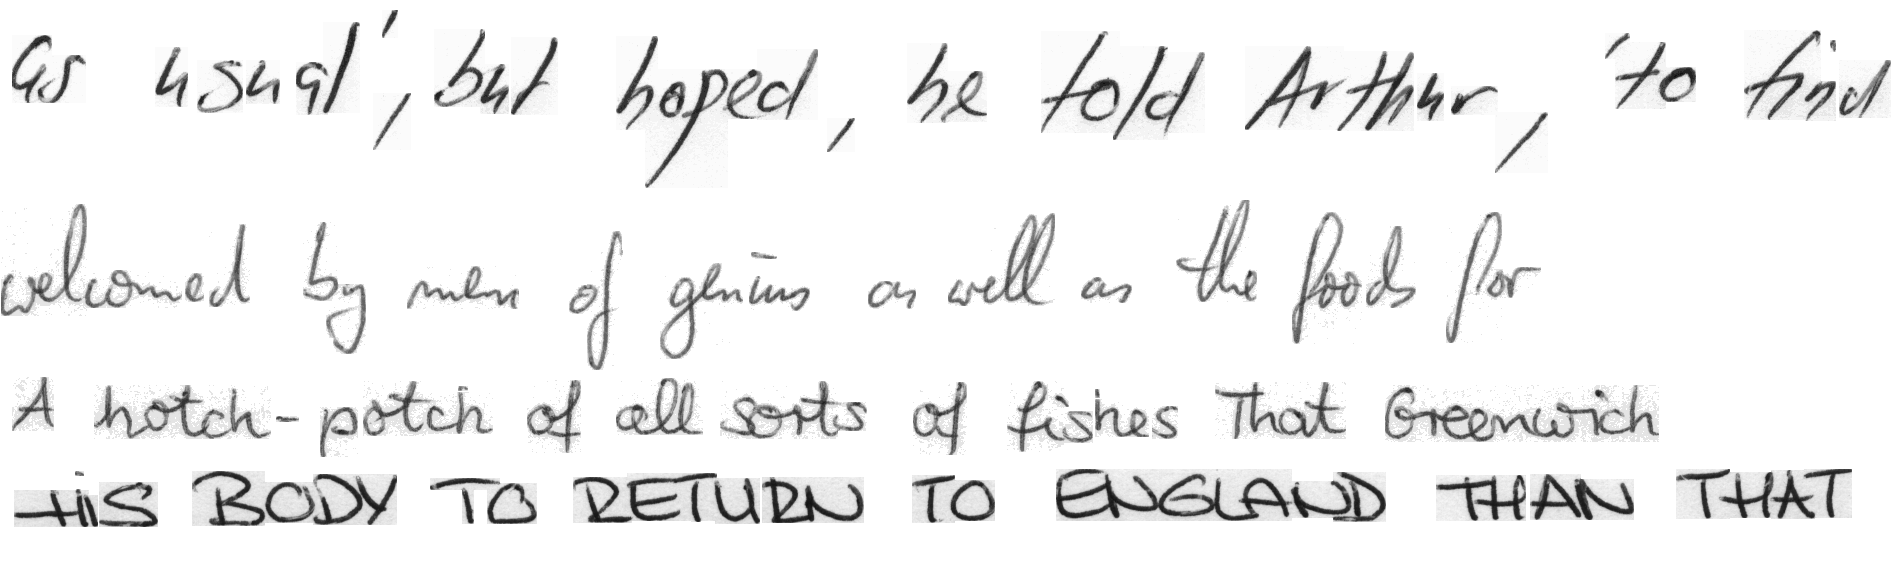 as usual', but hoped, he told Arthur, 'to find
welcomed by men of genius as well as the foods for
A hotch-potch of all sorts of fishes That Greenwich
HiS BODY TO RETURN TO ENGLAND THAN THAT